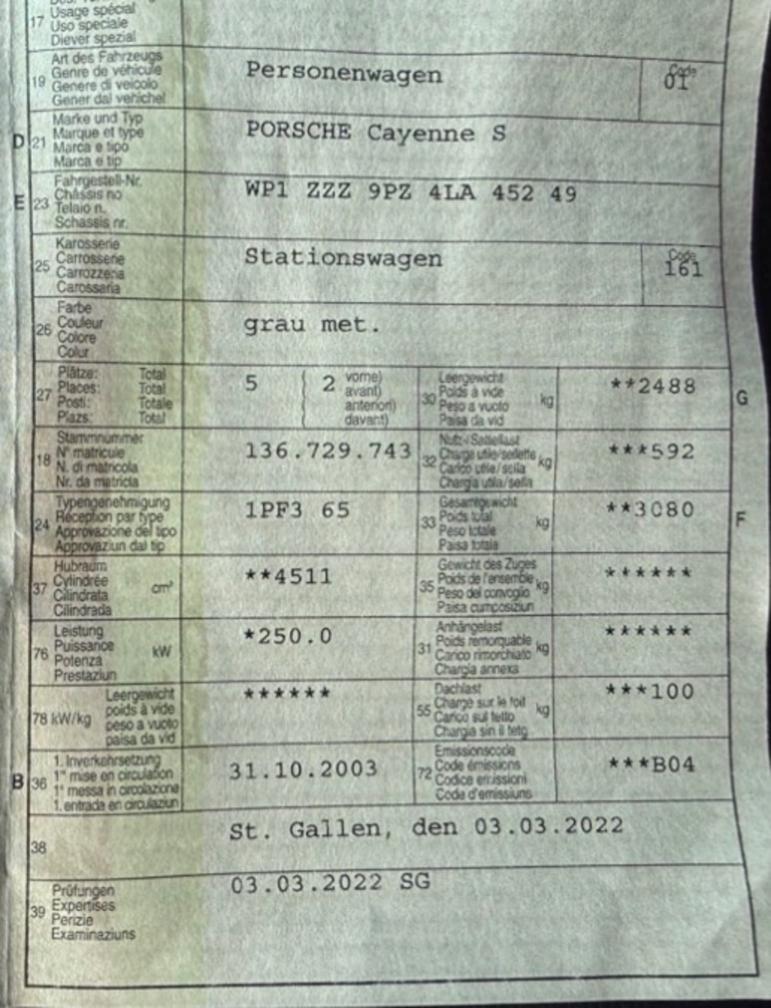 17 Usage spécial
Uso speciale
Diever spezial
19 Art des Fahrzeugs
Genre de véhicule
Genere di veicolo
Gener dal vehichel
Personenwagen
Code
01
D 21 Marke und Typ
Marque et type
Marca e tipo
Marca e tip
PORSCHE Cayenne S
E 23 Fahrgestell-Nr.
Châssis no
Telaio n.
Schassis nr.
WP1 ZZZ 9PZ 4LA 452 49
25 Karosserie
Carrosserie
Carrozzeria
Carossaria
Stationswagen
Code
161
26 Farbe
Couleur
Colore
Colur
grau met.
27 Plätze: Total
Places: Total
Posti: Totale
Plazs: Total
5 2 vorne)
avant)
anteriori)
davant)
30 Leergewicht
Poids à vide
Peso a vuoto
Paisa da vid
kg
**2488
G
18 Stammnummer
N° matricule
N. di matricola
Nr. da matricla
136.729.743
32 Nutz-/Sattellast
Charge utile/sellette
Carico utile/sella
Chargia utila/sella
kg
***592
24 Typengenehmigung
Réception par type
Approvazione del tipo
Approvaziun dal tip
1PF3 65
33 Gesamtgewicht
Poids total
Peso totale
Paisa totala
kg
**3080
F
37 Hubraum
Cylindrée
Cilindrata
Cilindrada
cm³
**4511
35 Gewicht des Zuges
Poids de l'ensemble
Peso del convoglio
Paisa cumposiziun
kg
******
76 Leistung
Puissance
Potenza
Prestaziun
kW
*250.0
31 Anhängelast
Poids remorquable
Carico rimorchiato
Chargia annexa
kg
******
78 kW/kg Leergewicht
poids à vide
peso a vuoto
paisa da vid
******
55 Dachlast
Charge sur le toit
Carico sul tetto
Chargia sin il tetg
kg
***100
B 36 1. Inverkehrsetzung
1re mise en circulation
1a messa in circolazione
1. entrada en circulaziun
31.10.2003
72 Emissionscode
Code émissions
Codice emissioni
Code d'emissiuns
***B04
38 St. Gallen, den 03.03.2022
39 Prüfungen
Expertises
Perizie
Examinaziuns
03.03.2022 SG